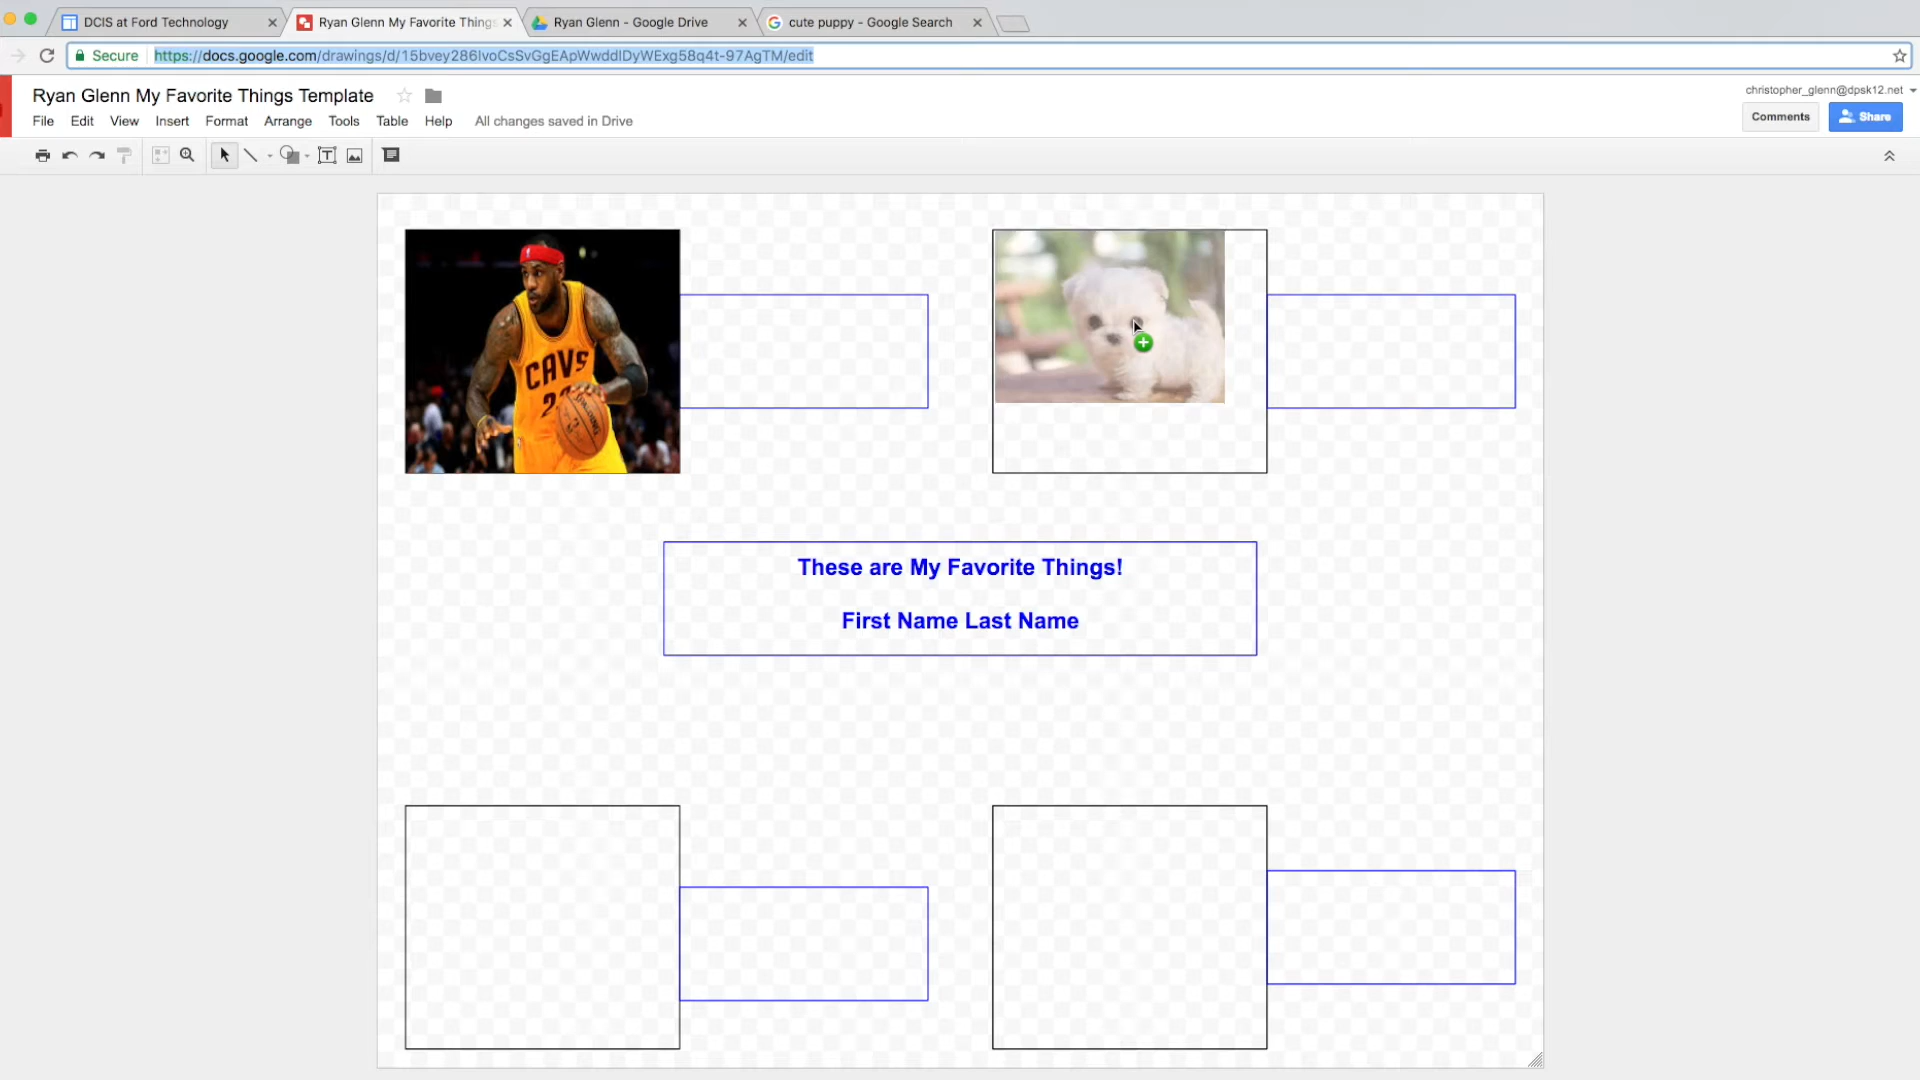 DCIS at Ford Technology
Ryan Glenn My Favorite Things
Ryan Glenn - Google Drive
cute puppy - Google Search
Secure
https://docs.google.com/drawings/d/15bvey286IvoCsSvGgEApWwddIDyWExg58q4t-97AgTM/edit
Ryan Glenn My Favorite Things Template
christopher_glenn@dpsk12.net
File Edit View Insert Format Arrange Tools Table Help All changes saved in Drive
Comments
Share
CAVS
2
SPALDING
These are My Favorite Things!
First Name Last Name